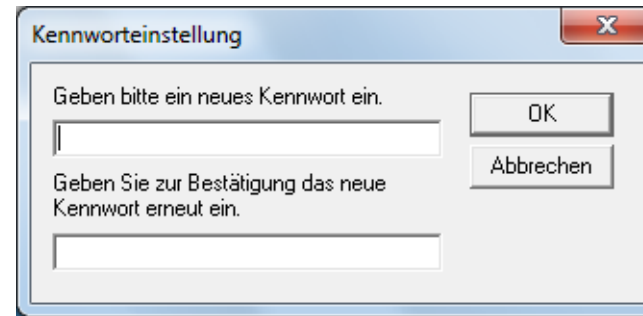 Kennworteinstellung
Geben bitte ein neues Kennwort ein.
OK
Abbrechen
Geben Sie zur Bestätigung das neue
Kennwort erneut ein.